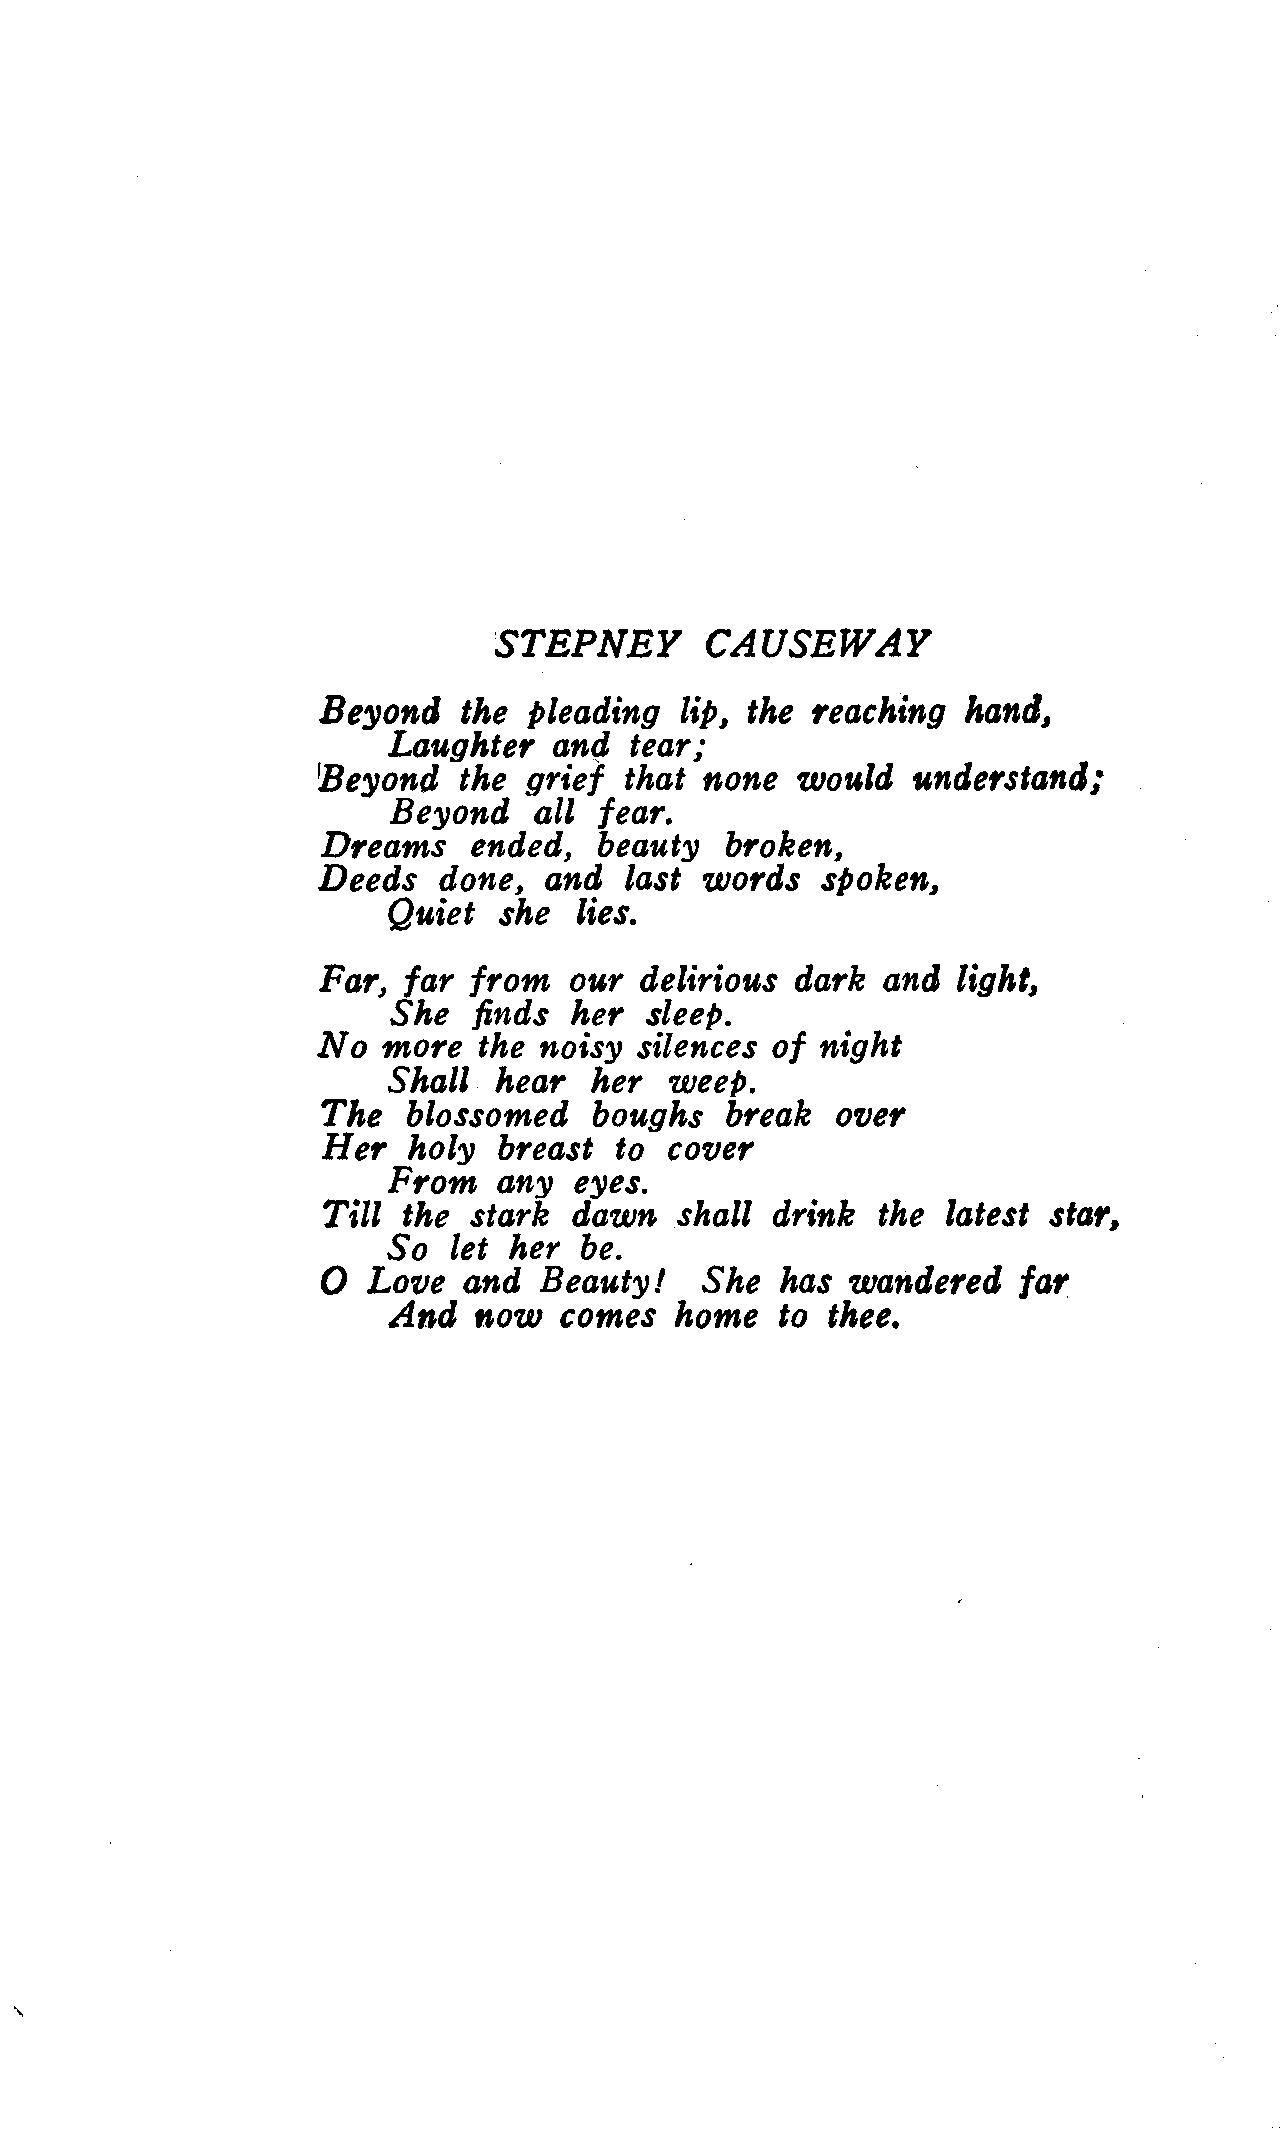 STEPNEY CAUSEWAY
Beyond the pleading lip, the reaching hand,
Laughter and tear;
Beyond the grief that none would understand;
Beyond all fear.
Dreams ended, beauty broken,
Deeds done, and last words spoken,
Quiet she lies.
Far, far from our delirious dark and light,
She finds her sleep.
No more the noisy silences of night
Shall hear her weep.
The blossomed boughs break over
Her holy breast to cover
From any eyes.
Till the stark dawn shall drink the latest star,
So let her be.
O Love and Beauty! She has wandered far
And now comes home to thee.